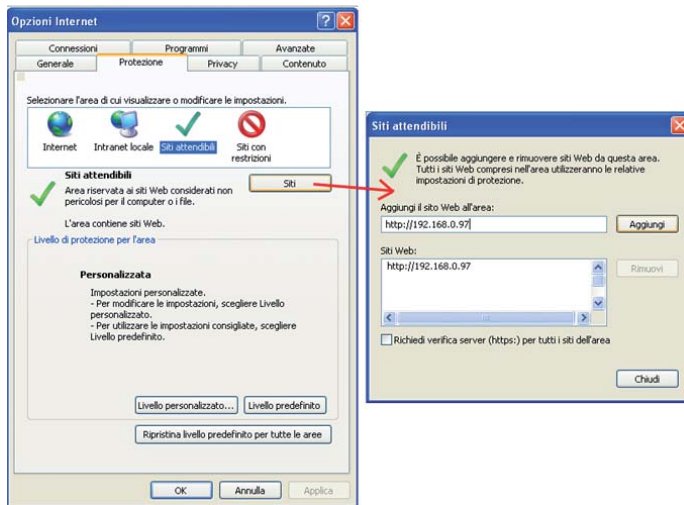 Opzioni Internet
Connessioni Programmi Avanzate
Generale Protezione Privacy Contenuto
Selezionare l'area di cui visualizzare o modificare le impostazioni.
Internet Intranet locale Siti attendibili Siti con
restrizioni
Siti attendibili
Siti
Area riservata ai siti Web considerati non
pericolosi per il computer o i file.
L'area contiene siti Web.
Livello di protezione per l'area
Personalizzata
Impostazioni personalizzate.
- Per modificare le impostazioni, scegliere Livello
personalizzato.
- Per utilizzare le impostazioni consigliate, scegliere
Livello predefinito.
Livello personalizzato... Livello predefinito
Ripristina livello predefinito per tutte le aree
OK Annulla Applica
Siti attendibili
È possibile aggiungere e rimuovere siti Web da questa area.
Tutti i siti Web compresi nell'area utilizzeranno le relative
impostazioni di protezione.
Aggiungi il sito Web all'area:
http://192.168.0.97 Aggiungi
Siti Web:
http://192.168.0.97 Rimuovi
Richiedi verifica server (https:) per tutti i siti dell'area
Chiudi